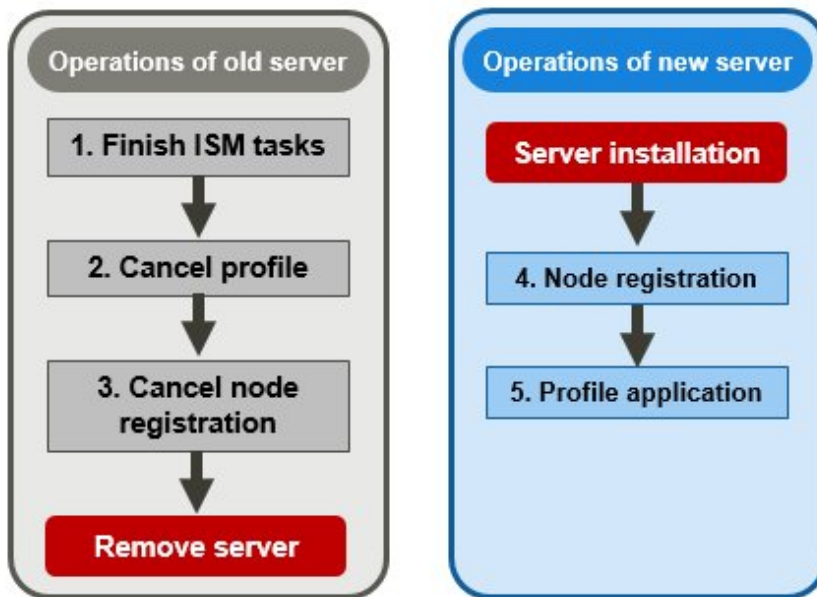 Operations of old server
1. Finish ISM tasks
2. Cancel profile
3. Cancel node
registration
Remove server
Operations of new server
Server installation
4. Node registration
5. Profile application